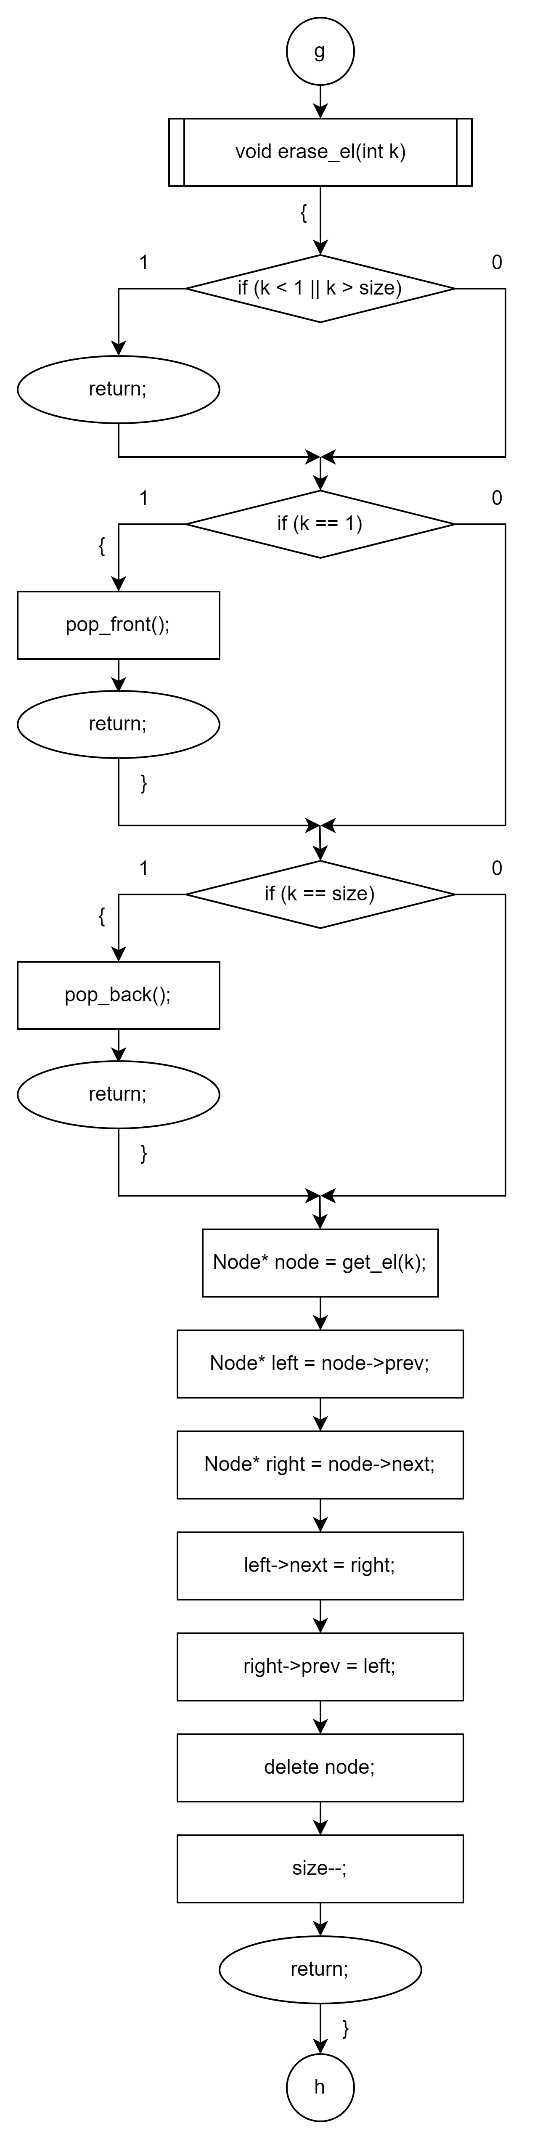 g
void erase_el(int k)
{
1
0
if (k < 1 || k > size)
return;
1
0
if (k == 1)
{
pop_front();
return;
}
1
0
if (k == size)
{
pop_back();
return;
}
Node* node = get_el(k);
Node* left = node->prev;
Node* right = node->next;
left->next = right;
right->prev = left;
delete node;
size--;
return;
}
h